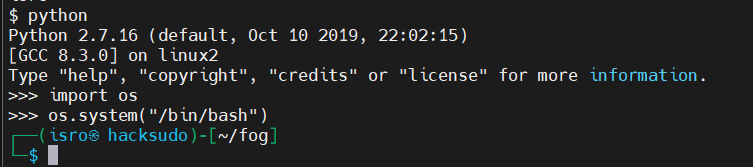 $ python
Python 2.7.16 (default, Oct 10 2019, 22:02:15)
[GCC 8.3.0] on linux2
Type "help", "copyright", "credits" or "license" for more information.
>>> import os
>>> os.system("/bin/bash")
┌──(isro㉿hacksudo)-[~/fog]
└─$